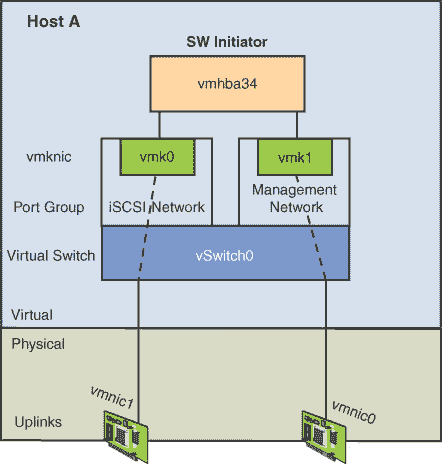 Host A
SW Initiator
vmhba34
vmknic
vmk0
vmk1
Port Group
iSCSI Network
Management
Network
Virtual Switch
vSwitch0
Virtual
Physical
vmnic1
vmnic0
Uplinks